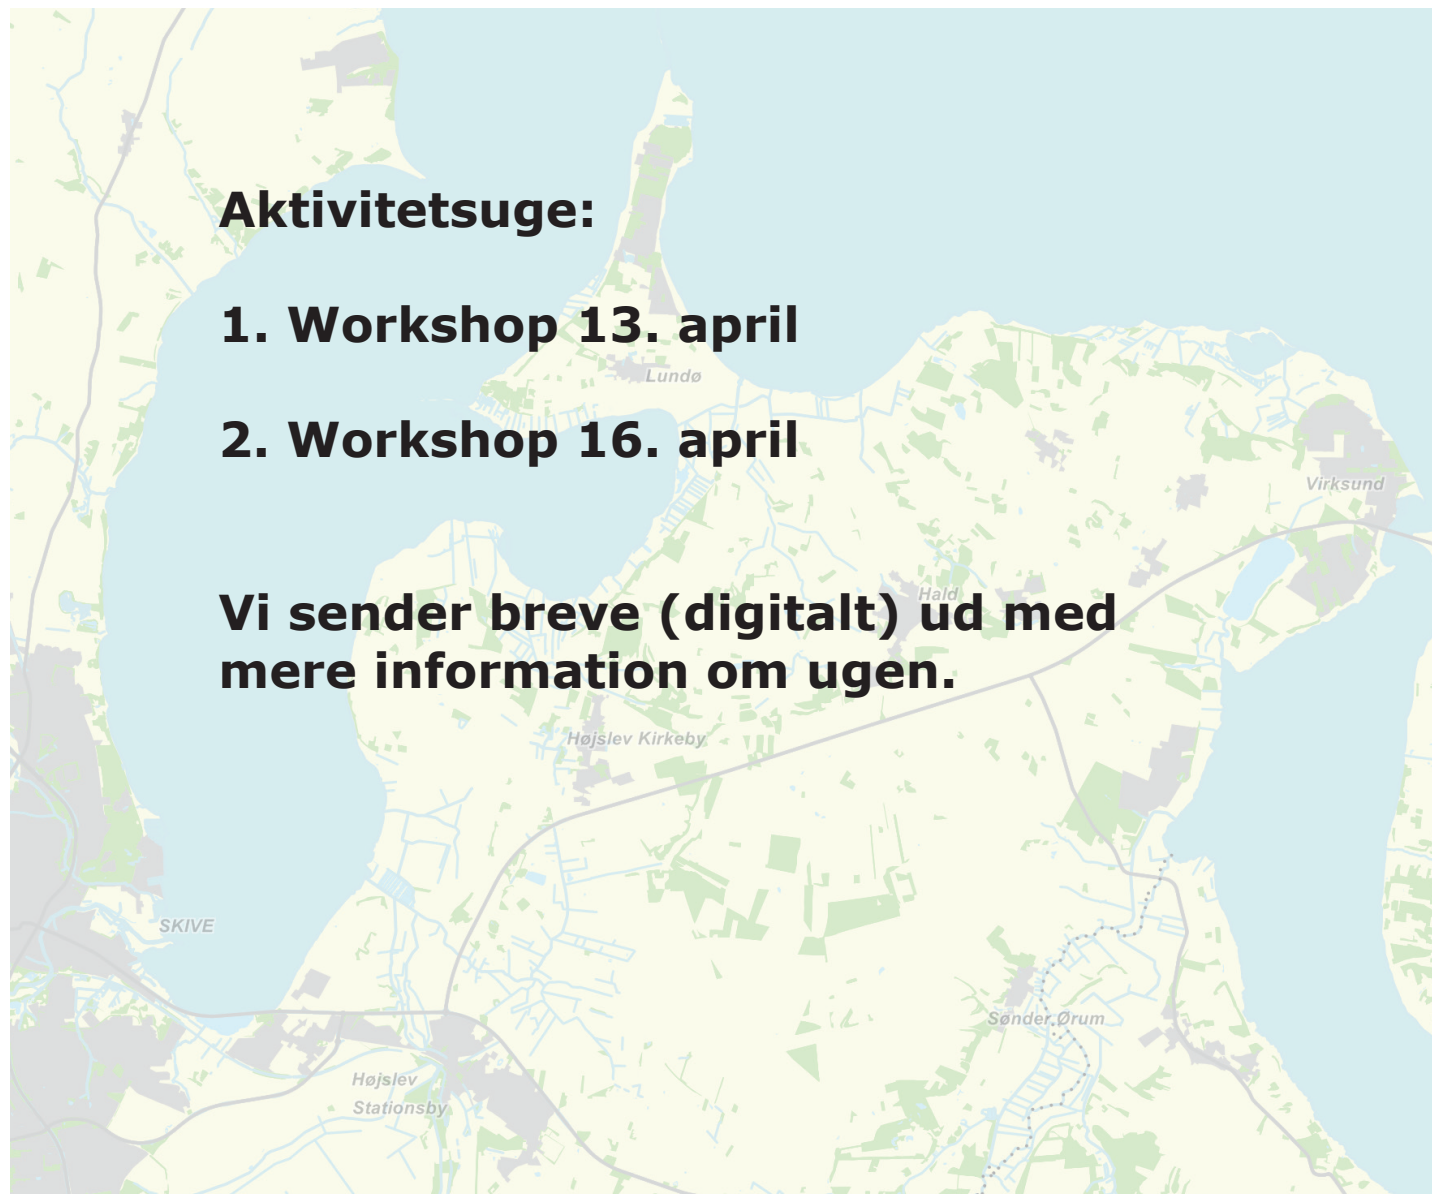 Aktivitetsuge:
1. Workshop 13. april
Lundø
2. Workshop 16. april
Virksund
Hald
Vi sender breve (digitalt) ud med
mere information om ugen.
Højslev Kirkeby
SKIVE
Sønder Ørum
Højslev
Stationsby